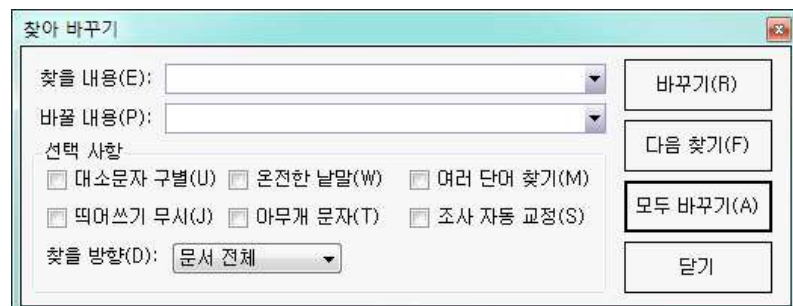 찾아 바꾸기
찾을 내용(E):
바꿀 내용(P):
선택 사항
대소문자 구별(U) 온전한 낱말(W) 여러 단어 찾기(M)
띄어쓰기 무시(J) 아무개 문자(T) 조사 자동 교정(S)
찾을 방향(D): 문서 전체
바꾸기(R)
다음 찾기(F)
모두 바꾸기(A)
닫기